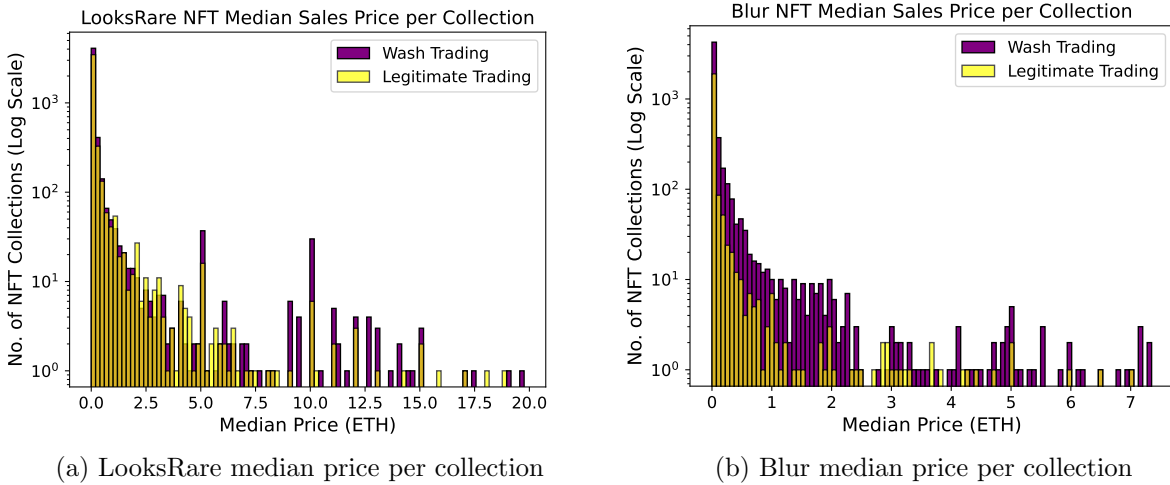 LooksRare NFT Median Sales Price per Collection
Wash Trading
Legitimate Trading
No. of NFT Collections (Log Scale)
10³
10²
10¹
10⁰
0.0 2.5 5.0 7.5 10.0 12.5 15.0 17.5 20.0
Median Price (ETH)
(a) LooksRare median price per collection
Blur NFT Median Sales Price per Collection
Wash Trading
Legitimate Trading
No. of NFT Collections (Log Scale)
10³
10²
10¹
10⁰
0 1 2 3 4 5 6 7
Median Price (ETH)
(b) Blur median price per collection